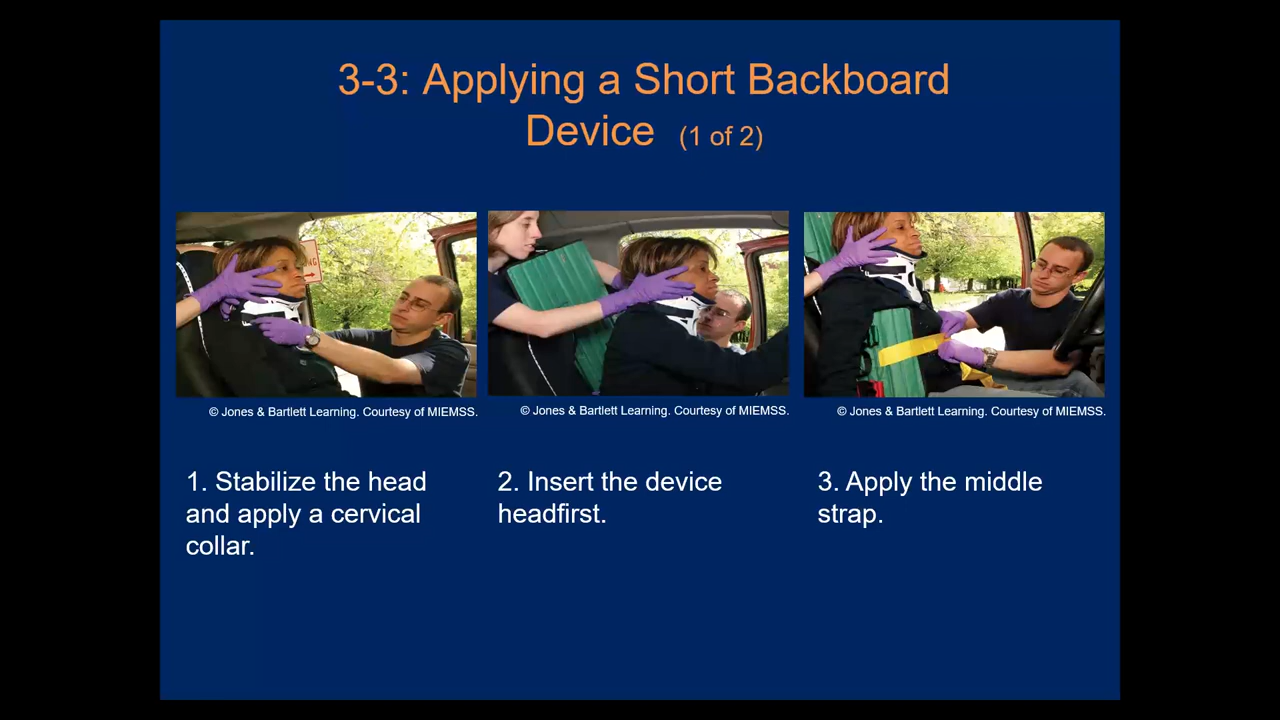 3-3: Applying a Short Backboard
Device (1 of 2)
© Jones & Bartlett Learning. Courtesy of MIEMSS.
© Jones & Bartlett Learning. Courtesy of MIEMSS.
© Jones & Bartlett Learning. Courtesy of MIEMSS.
1. Stabilize the head
and apply a cervical
collar.
2. Insert the device
headfirst.
3. Apply the middle
strap.